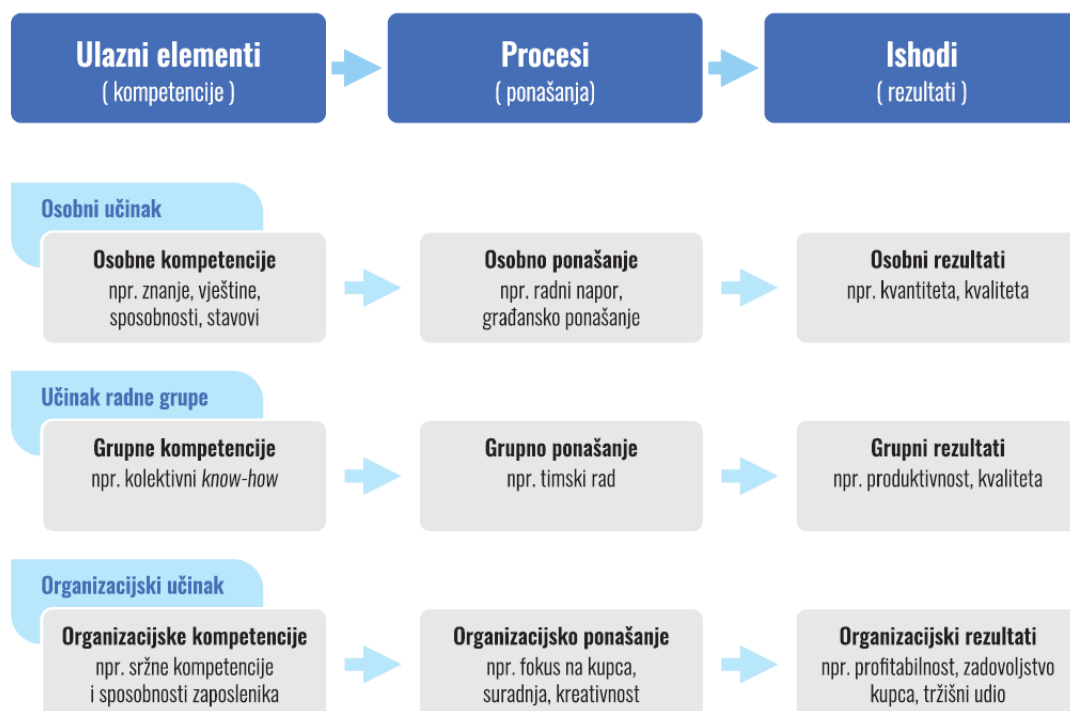 Ulazni elementi
( kompetencije )
Procesi
( ponašanja)
Ishodi
( rezultati )
Osobni učinak
Osobne kompetencije
npr. znanje, vještine,
sposobnosti, stavovi
Osobno ponašanje
npr. radni napor,
građansko ponašanje
Osobni rezultati
npr. kvantiteta, kvaliteta
Učinak radne grupe
Grupne kompetencije
npr. kolektivni know-how
Grupno ponašanje
npr. timski rad
Grupni rezultati
npr. produktivnost, kvaliteta
Organizacijski učinak
Organizacijske kompetencije
npr. sržne kompetencije
i sposobnosti zaposlenika
Organizacijsko ponašanje
npr. fokus na kupca,
suradnja, kreativnost
Organizacijski rezultati
npr. profitabilnost, zadovoljstvo
kupca, tržišni udio